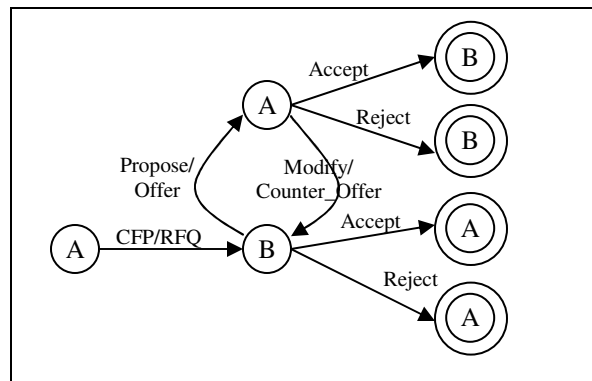 B
Accept
A
B
Reject
Propose/
Offer
Modify/
Counter_Offer
Accept
A
CFP/RFQ
A
B
Reject
A